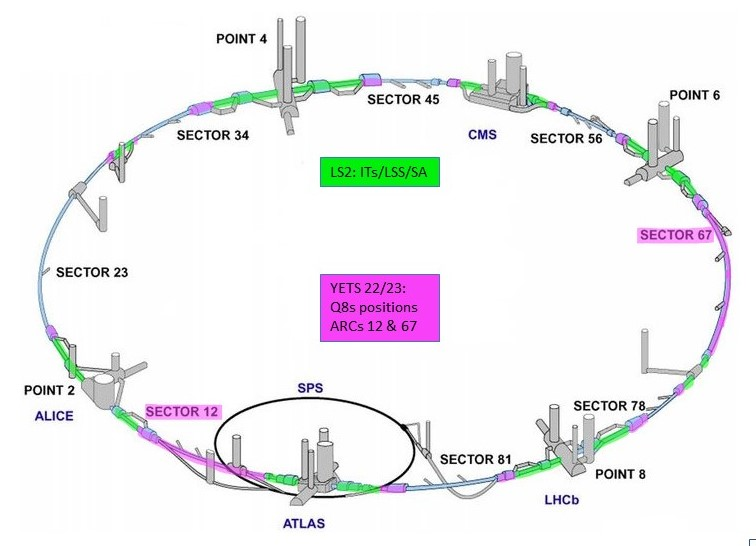 POINT 4
SECTOR 45
SECTOR 34
CMS
POINT 6
SECTOR 56
LS2: ITs/LSS/SA
SECTOR 67
SECTOR 23
YETS 22/23:
Q8s positions
ARCs 12 & 67
POINT 2
ALICE
SECTOR 12
SPS
SECTOR 78
SECTOR 81
POINT 8
LHCb
ATLAS